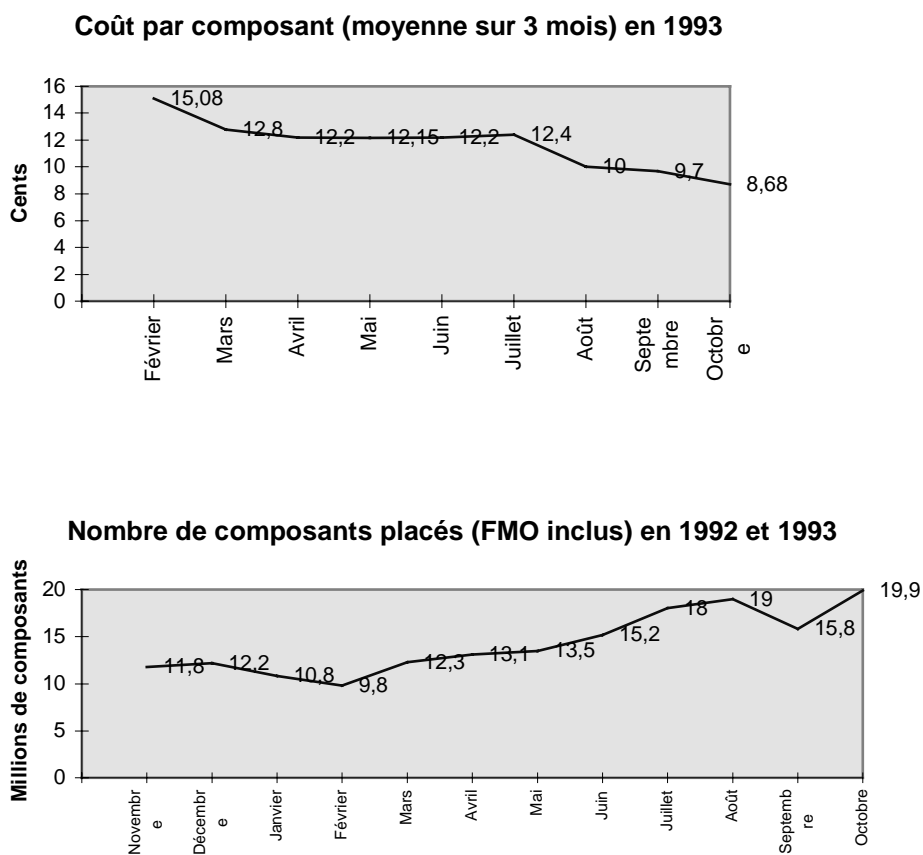 Coût par composant (moyenne sur 3 mois) en 1993
Cents
16
14
12
10
8
6
4
2
0
15,08
12,8
12,2
12,15
12,2
12,4
10
9,7
8,68
Février
Mars
Avril
Mai
Juin
Juillet
Août
Septe
mbre
Octobr
e
Nombre de composants placés (FMO inclus) en 1992 et 1993
Millions de composants
20
15
10
5
0
11,8
12,2
10,8
9,8
12,3
13,1
13,5
15,2
18
19
15,8
19,9
Novembr
e
Décembr
e
Janvier
Février
Mars
Avril
Mai
Juin
Juillet
Août
Septemb
re
Octobre